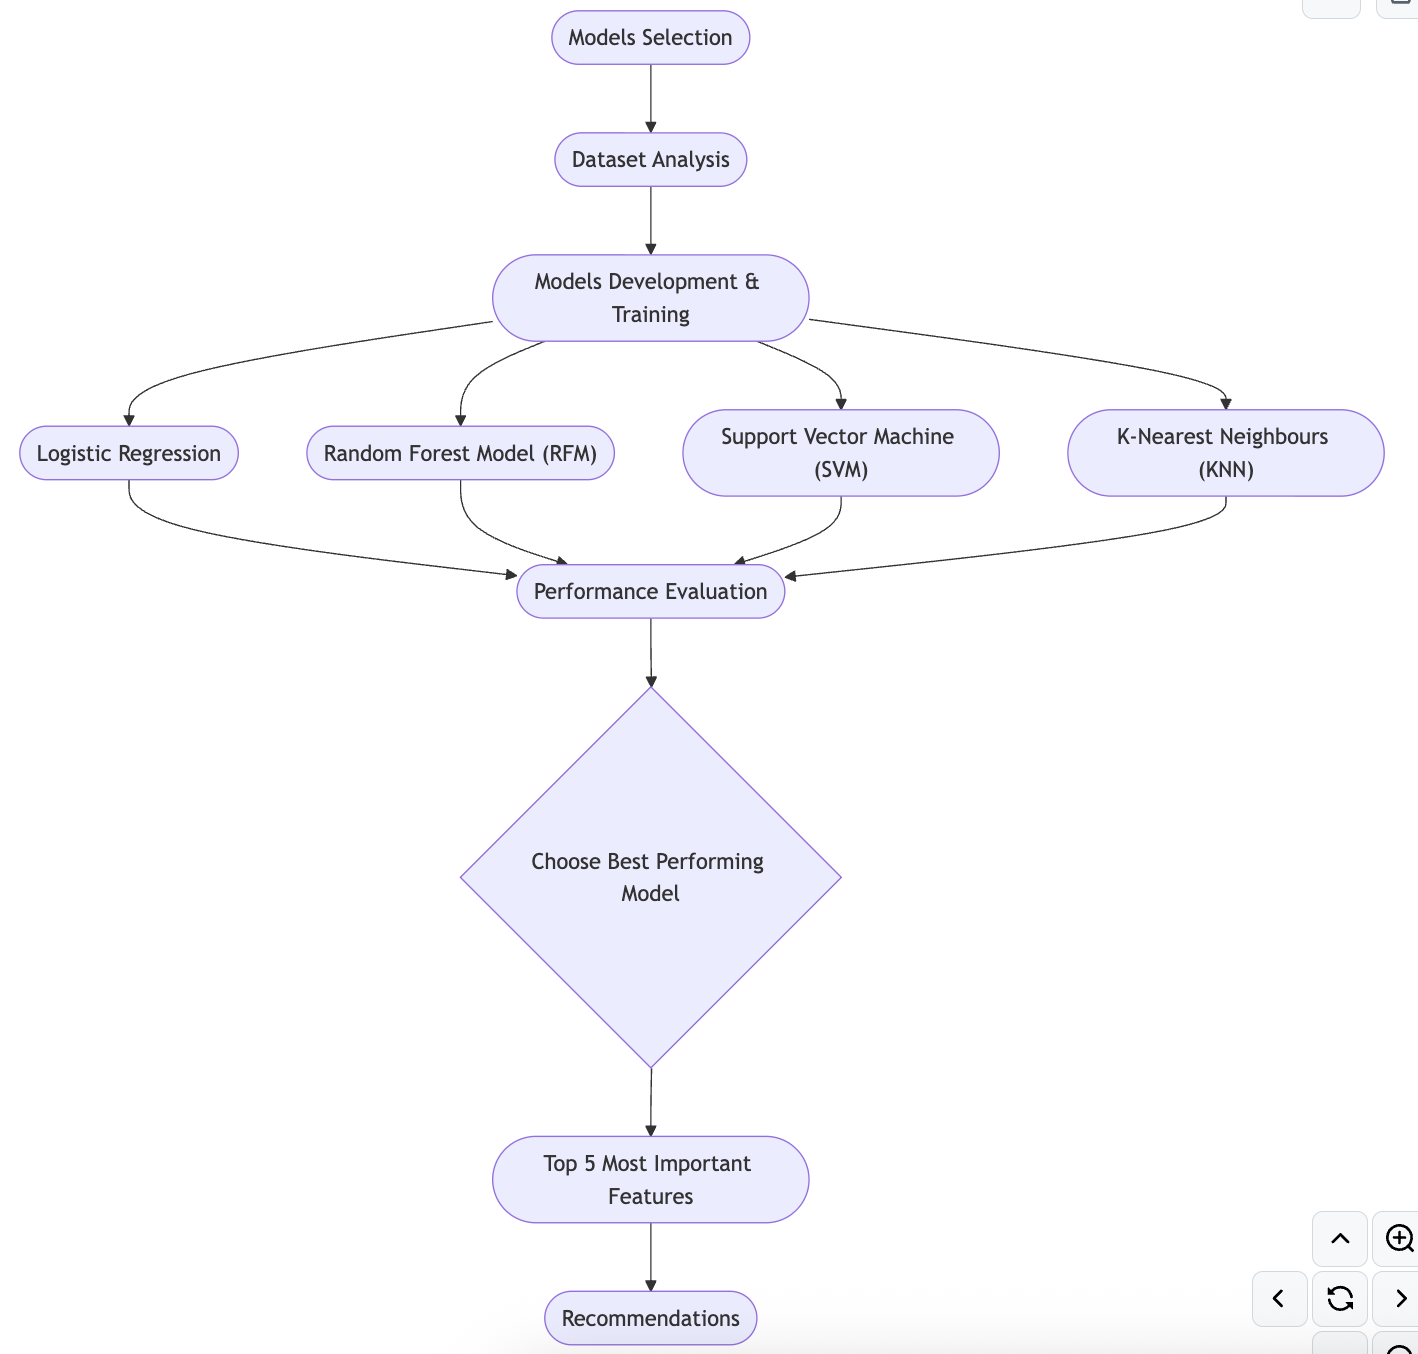 Models Selection
Dataset Analysis
Models Development &
Training
Logistic Regression
Random Forest Model (RFM)
Support Vector Machine
(SVM)
K-Nearest Neighbours
(KNN)
Performance Evaluation
Choose Best Performing
Model
Top 5 Most Important
Features
Recommendations